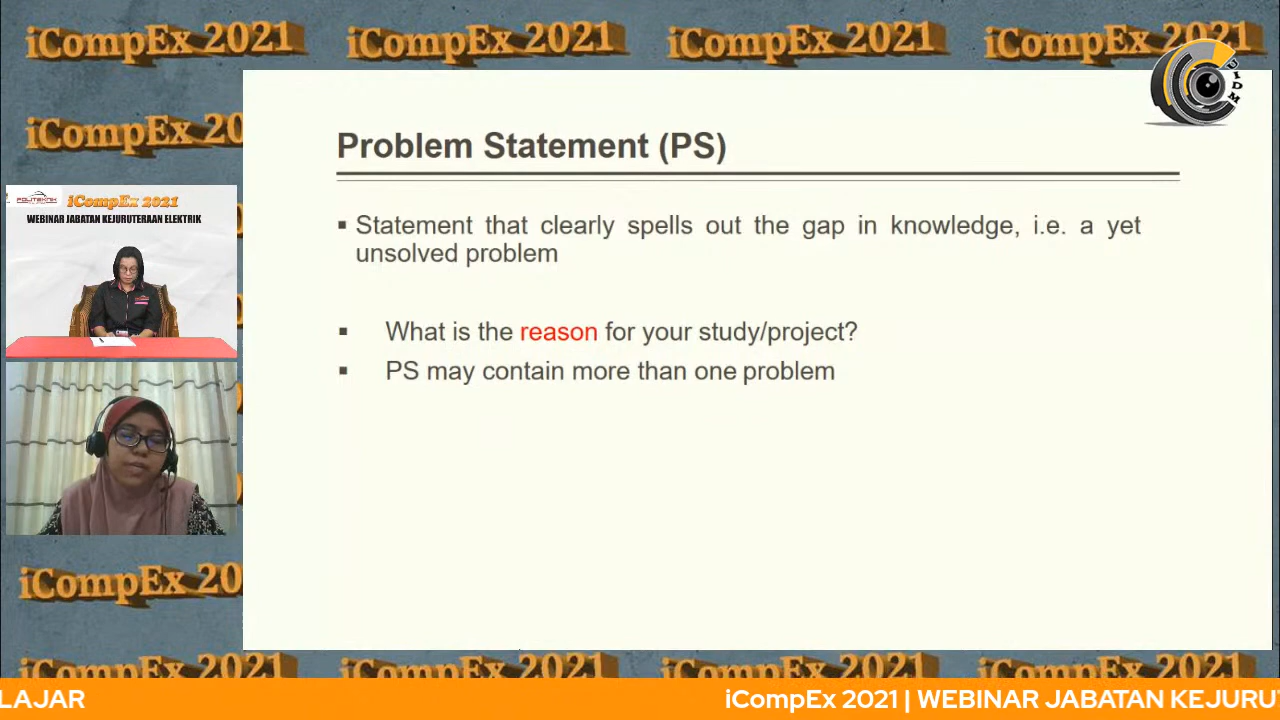 iCompEx 2021 iCompEx 2021 iCompEx 2021 iCompEx 2021
iCompEx 20
UIDM
Problem Statement (PS)
▪ Statement that clearly spells out the gap in knowledge, i.e. a yet
unsolved problem
▪ What is the reason for your study/project?
▪ PS may contain more than one problem
POLITEKNIK
iCompEx 2021
WEBINAR JABATAN KEJURUTERAAN ELEKTRIK
iCompEx 20
iCompEx 2021 iCompEx 2021 iCompEx 2021 iCompEx 2021
LAJAR iCompEx 2021 | WEBINAR JABATAN KEJURUT